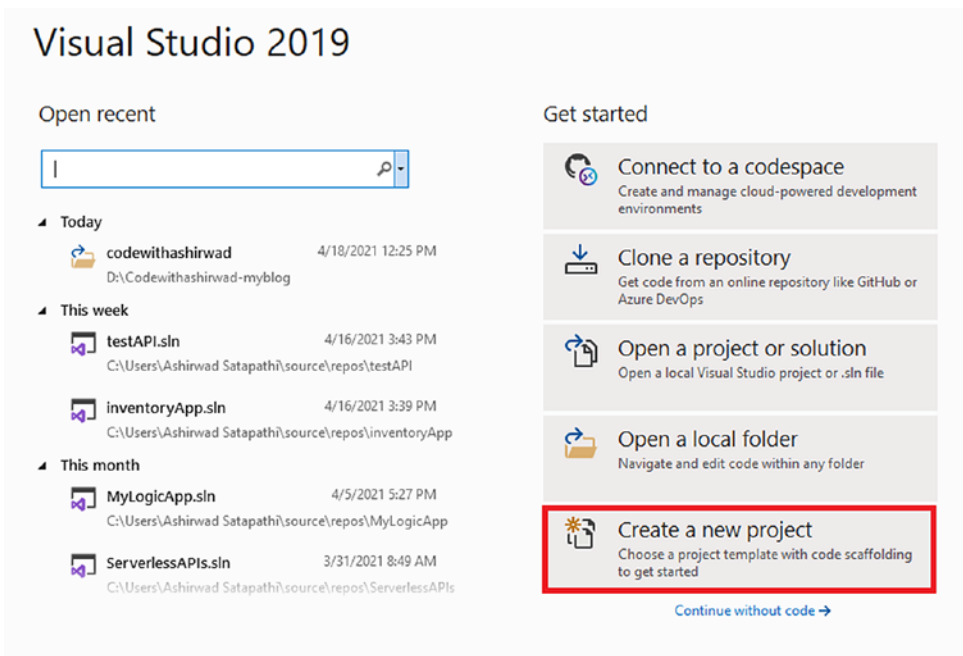 Visual Studio 2019
Open recent
Today
codewithashirwad 4/18/2021 12:25 PM
D:\Codewithashirwad-myblog
This week
testAPI.sln 4/16/2021 3:43 PM
C:\Users\Ashirwad Satapathi\source\repos\testAPI
inventoryApp.sln 4/16/2021 3:39 PM
C:\Users\Ashirwad Satapathi\source\repos\inventoryApp
This month
MyLogicApp.sln 4/5/2021 5:27 PM
C:\Users\Ashirwad Satapathi\source\repos\MyLogicApp
ServerlessAPIs.sln 3/31/2021 8:49 AM
C:\Users\Ashirwad Satapathi\source\repos\ServerlessAPIs
Get started
Connect to a codespace
Create and manage cloud-powered development
environments
Clone a repository
Get code from an online repository like GitHub or
Azure DevOps
Open a project or solution
Open a local Visual Studio project or .sln file
Open a local folder
Navigate and edit code within any folder
Create a new project
Choose a project template with code scaffolding
to get started
Continue without code →